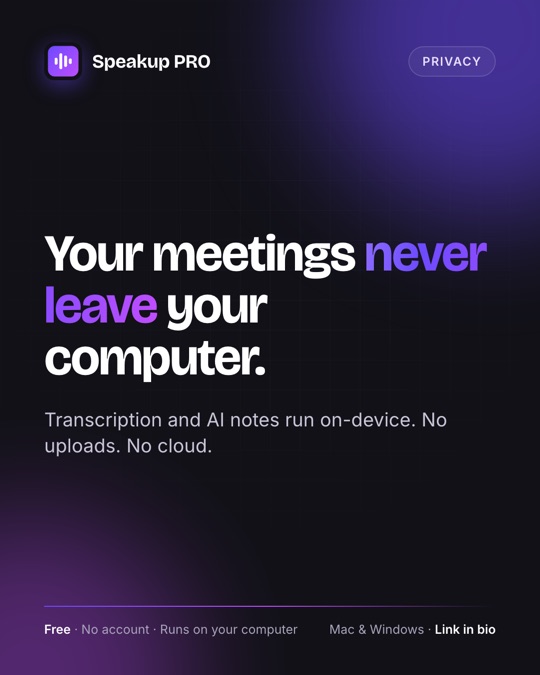 Speakup PRO
PRIVACY
Your meetings never
leave your
computer.
Transcription and AI notes run on-device. No
uploads. No cloud.
Free · No account · Runs on your computer
Mac & Windows · Link in bio